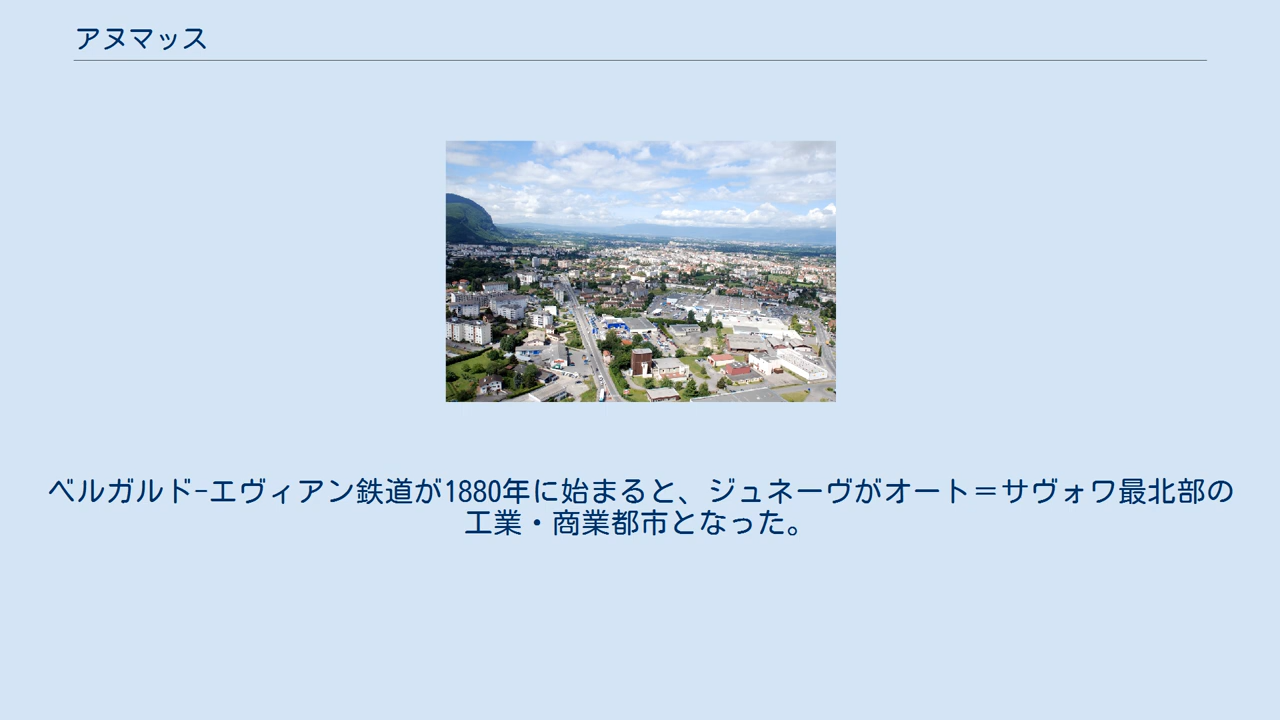 アヌマッス
ベルガルド-エヴィアン鉄道が1880年に始まると、ジュネーヴがオート＝サヴォワ最北部の
工業・商業都市となった。